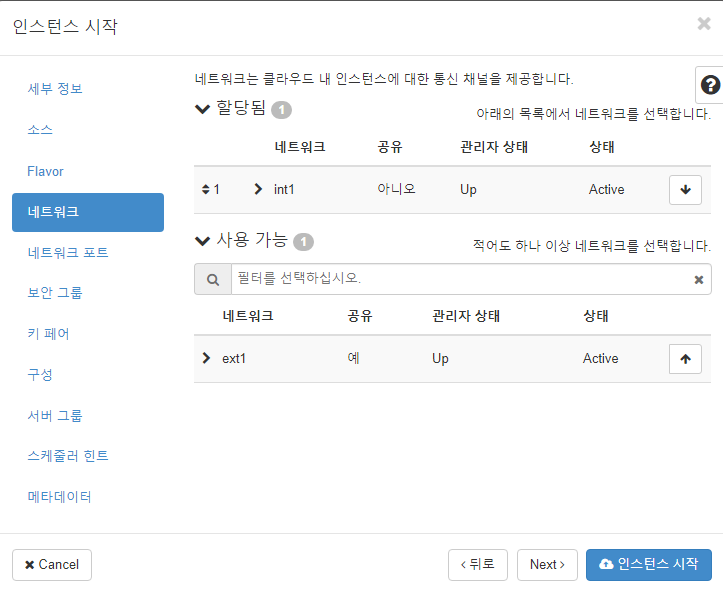 인스턴스 시작
세부 정보
소스
Flavor
네트워크
네트워크 포트
보안 그룹
키 페어
구성
서버 그룹
스케줄러 힌트
메타데이터
네트워크는 클라우드 내 인스턴스에 대한 통신 채널을 제공합니다.
할당됨 1
아래의 목록에서 네트워크를 선택합니다.
네트워크 공유 관리자 상태 상태
1 int1 아니오 Up Active
사용 가능 1
적어도 하나 이상 네트워크를 선택합니다.
필터를 선택하십시오.
네트워크 공유 관리자 상태 상태
ext1 예 Up Active
Cancel
뒤로
Next
인스턴스 시작